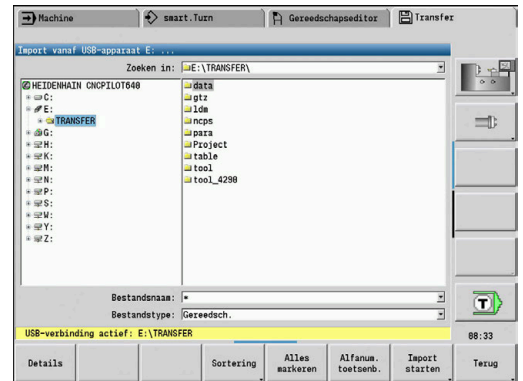 Machine
smart.Turn
Gereedschapseditor
Transfer
Import vanaf USB-apparaat E: ...
Zoeken in: E:\TRANSFER\
HEIDENHAIN CNCPILOT640
C:
E:
TRANSFER
G:
H:
K:
M:
N:
P:
S:
W:
Y:
Z:
data
gtz
ldm
ncps
para
Project
table
tool
tool_4290
Bestandsnaam: *
Bestandstype: Gereedsch.
USB-verbinding actief: E:\TRANSFER
T
08:33
Details
Sortering
Alles markeren
Alfanum. toetsenb.
Import starten
Terug